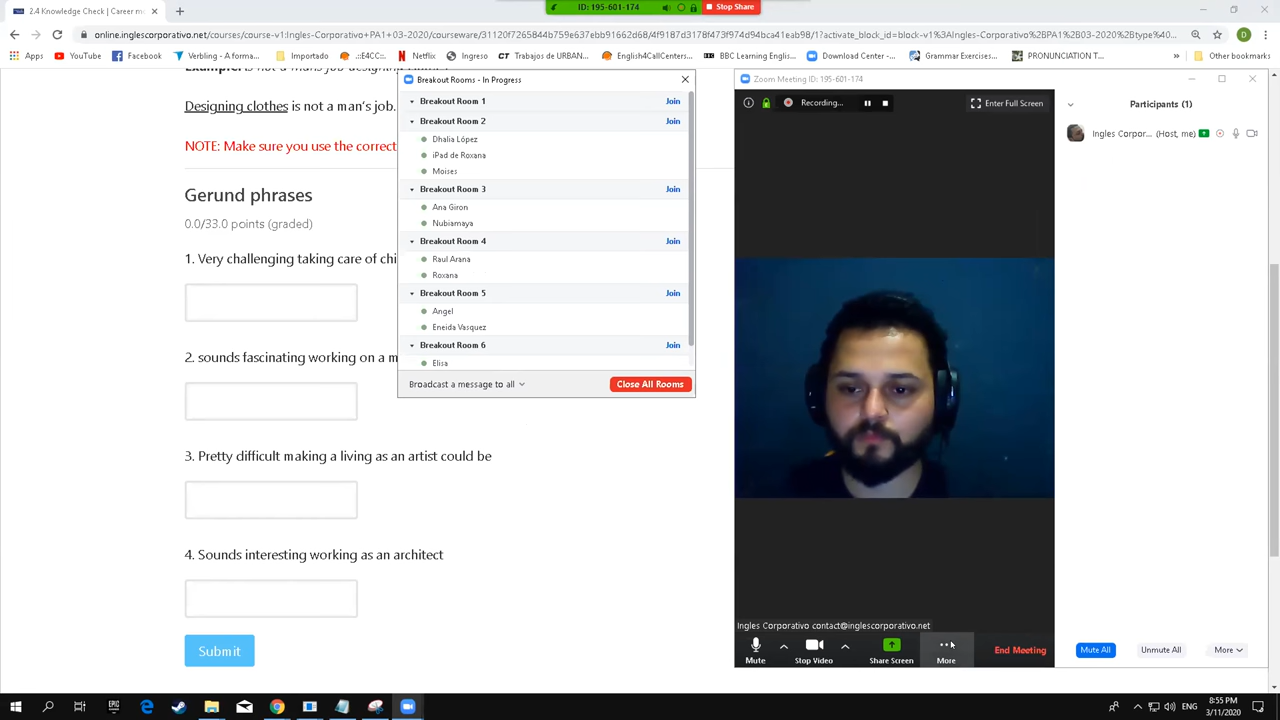 2.4 Knowledge Check | Career m
ID: 195-601-174
Stop Share
online.inglescorporativo.net/courses/course-v1:Ingles-Corporativo+PA1+03-2020/courseware/31120f7265844b759e637ebb91662d68/4f9187d3178f473f974d94bca41eab98/1?activate_block_id=block-v1%3AIngles-Corporativo%2BPA1%2B03-2020%2Btype%40...
Apps
YouTube
Facebook
Verbling - A forma...
Importado
.::E4CC::.
Netflix
Ingreso
Trabajos de URBAN...
English4CallCenters...
BBC Learning Engli...
Download Center -...
Grammar Exercises...
PRONUNCIATION T...
»
Other bookmarks
Designing clothes is not a man's job.
NOTE: Make sure you use the correct
Gerund phrases
0.0/33.0 points (graded)
1. Very challenging taking care of chi
2. sounds fascinating working on a m
3. Pretty difficult making a living as an artist could be
4. Sounds interesting working as an architect
Submit
Breakout Rooms - In Progress
Breakout Room 1 Join
Breakout Room 2 Join
Dhalia López
iPad de Roxana
Moises
Breakout Room 3 Join
Ana Giron
Nubiamaya
Breakout Room 4 Join
Raul Arana
Roxana
Breakout Room 5 Join
Angel
Eneida Vasquez
Breakout Room 6 Join
Elisa
Broadcast a message to all
Close All Rooms
Zoom Meeting ID: 195-601-174
Recording...
Enter Full Screen
Participants (1)
Ingles Corpor... (Host, me)
Ingles Corporativo contact@inglescorporativo.net
Mute
Stop Video
Share Screen
More
End Meeting
Mute All
Unmute All
More
ENG
8:55 PM
3/11/2020